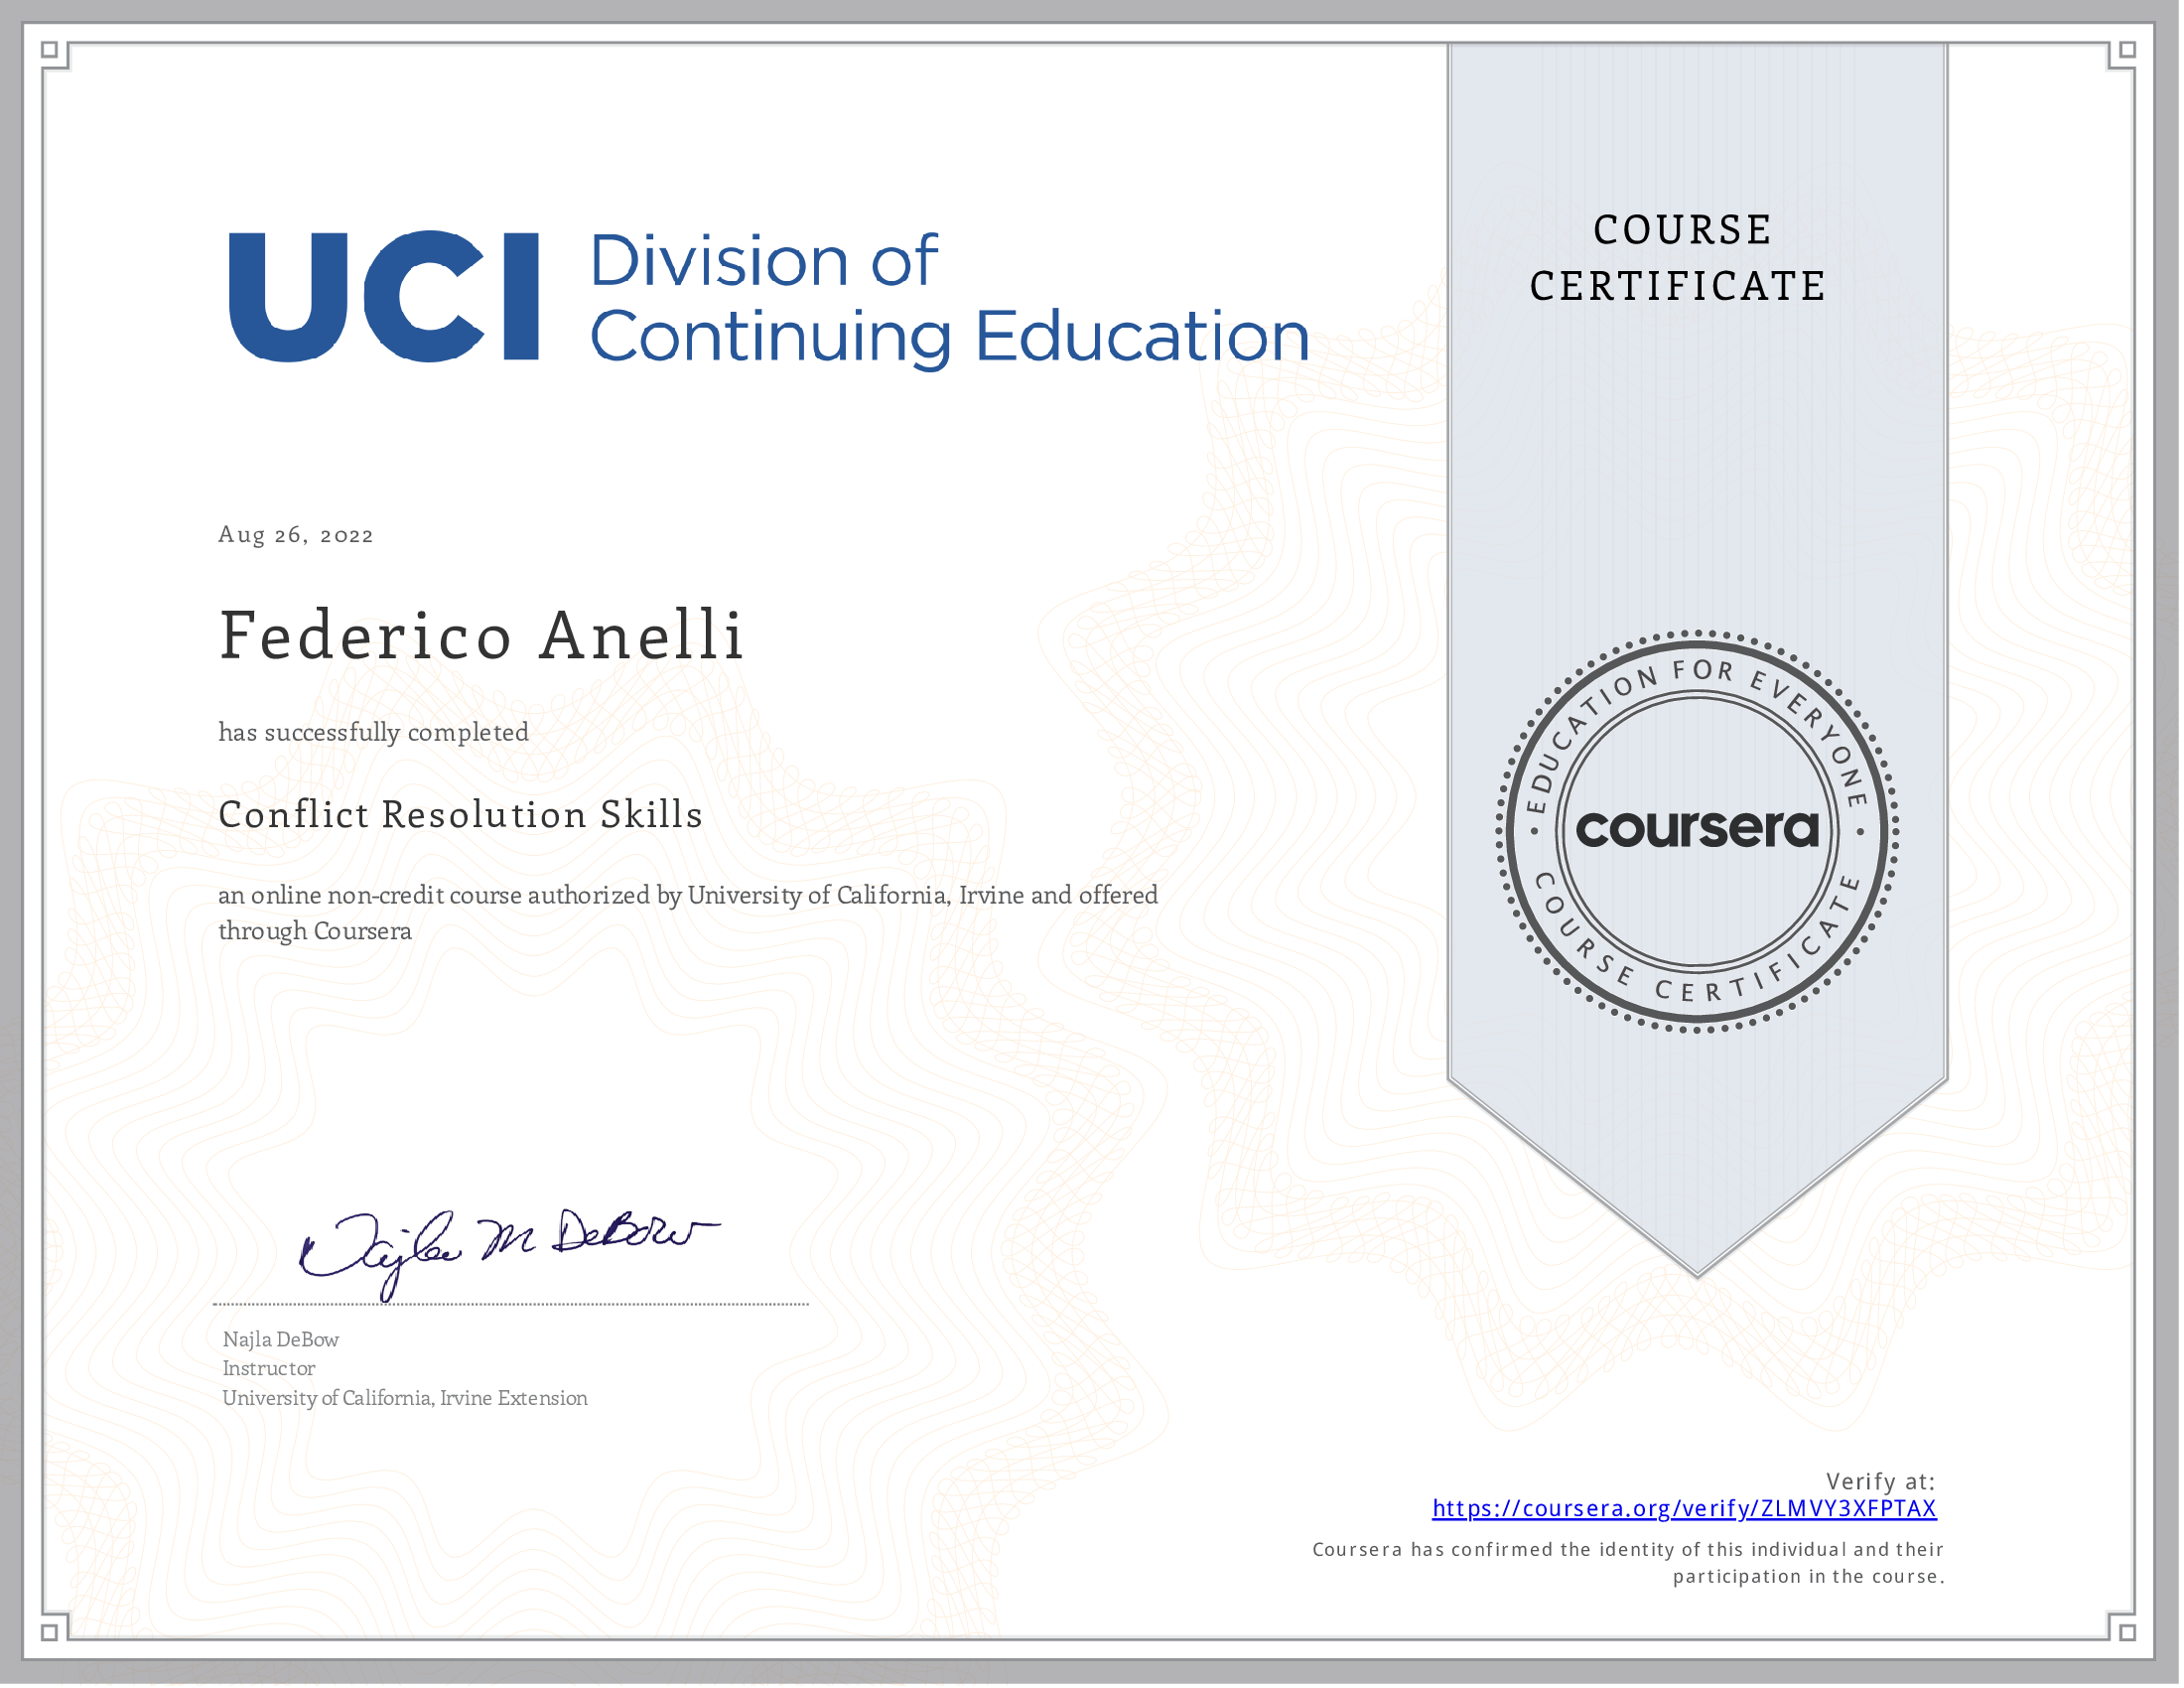 UCI Division of
Continuing Education
COURSE
CERTIFICATE
Aug 26, 2022
Federico Anelli
has successfully completed
Conflict Resolution Skills
an online non-credit course authorized by University of California, Irvine and offered
through Coursera
EDUCATION FOR EVERYONE
coursera
COURSE CERTIFICATE
Najla M DeBow
Najla DeBow
Instructor
University of California, Irvine Extension
Verify at:
https://coursera.org/verify/ZLMVY3XFPTAX
Coursera has confirmed the identity of this individual and their
participation in the course.